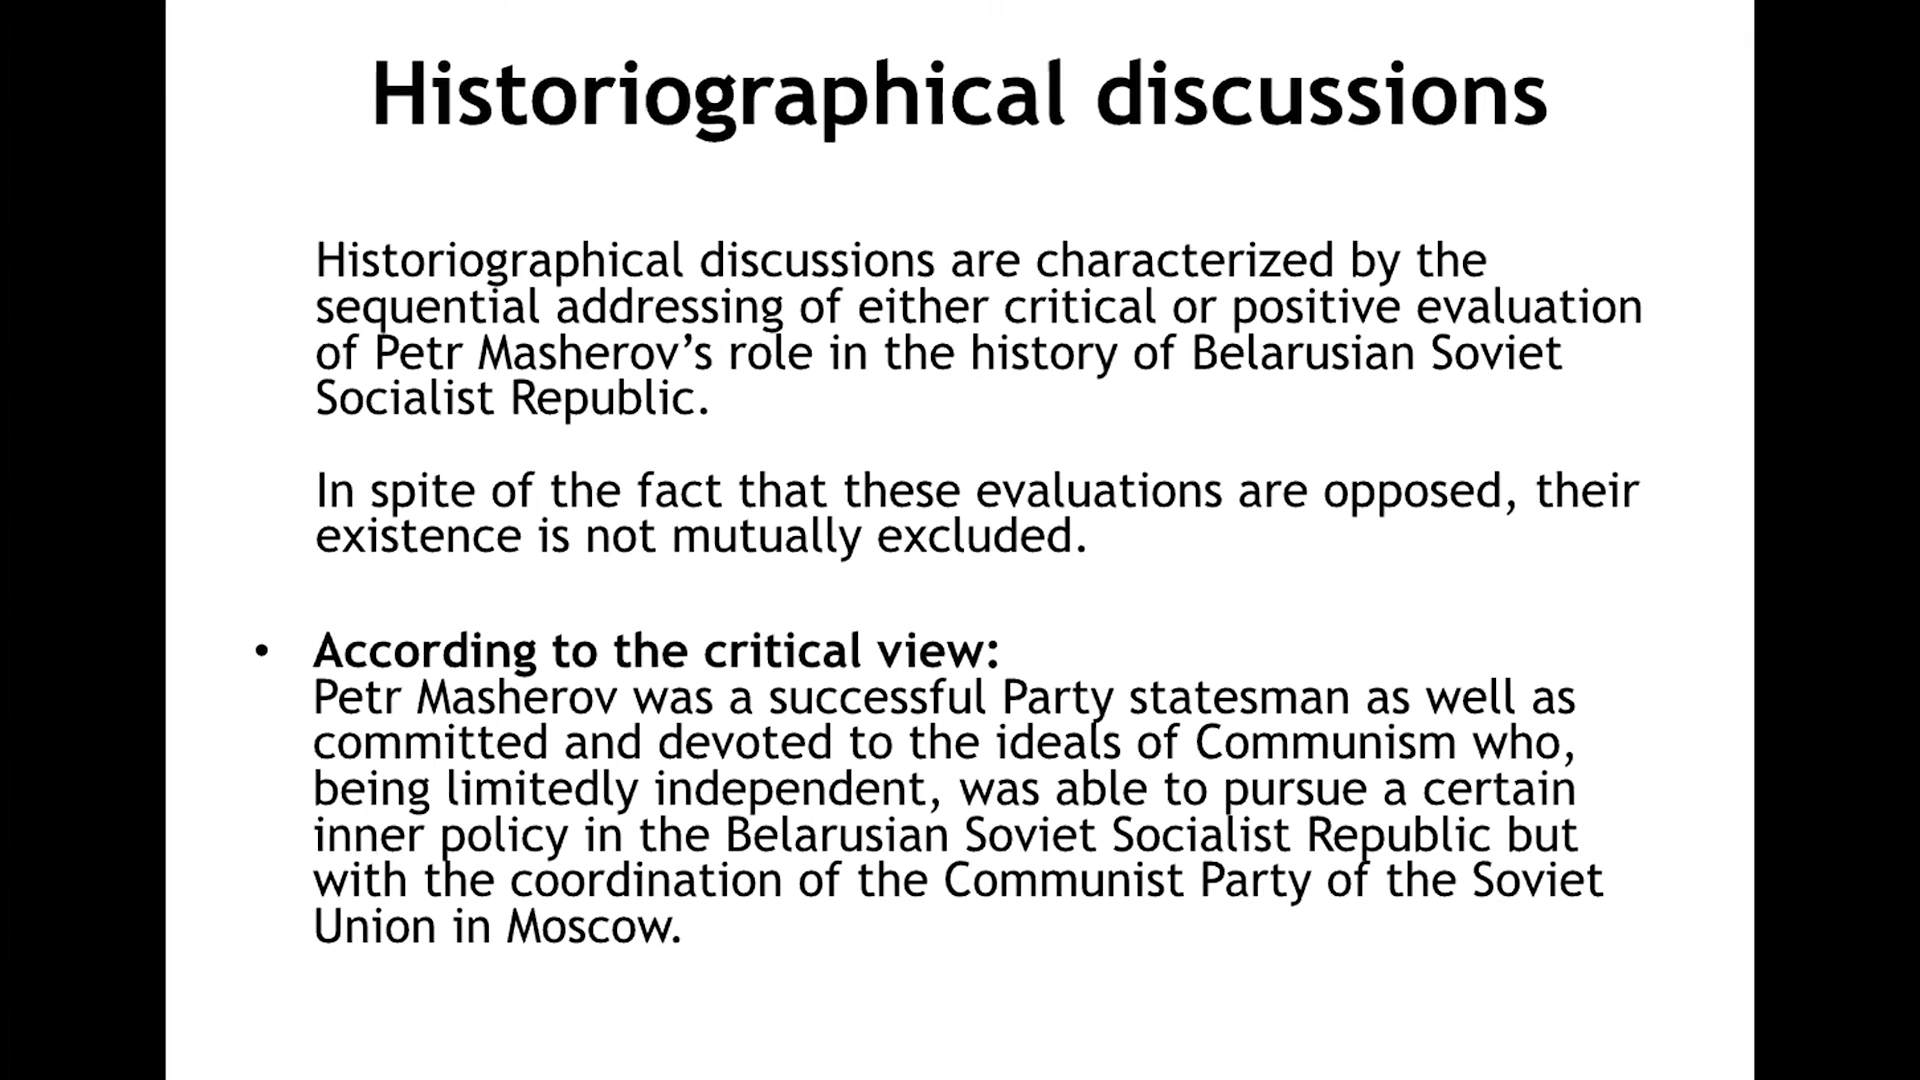 Historiographical discussions
Historiographical discussions are characterized by the
sequential addressing of either critical or positive evaluation
of Petr Masherov’s role in the history of Belarusian Soviet
Socialist Republic.
In spite of the fact that these evaluations are opposed, their
existence is not mutually excluded.
• According to the critical view:
Petr Masherov was a successful Party statesman as well as
committed and devoted to the ideals of Communism who,
being limitedly independent, was able to pursue a certain
inner policy in the Belarusian Soviet Socialist Republic but
with the coordination of the Communist Party of the Soviet
Union in Moscow.